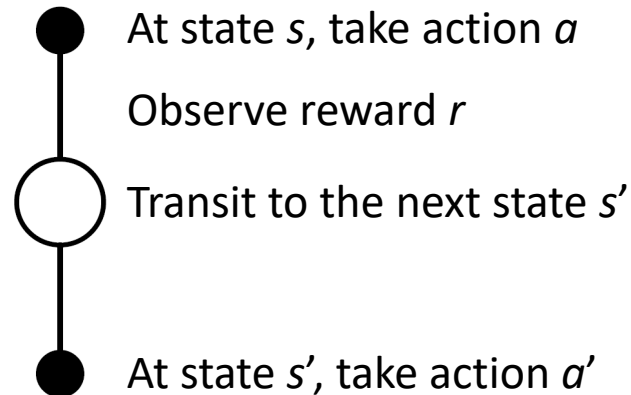 At state s, take action a
Observe reward r
Transit to the next state s’
At state s’, take action a’